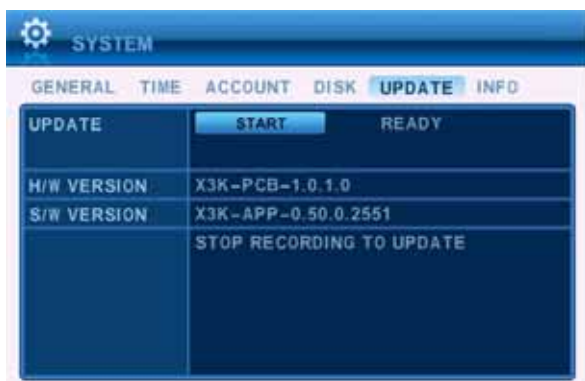 SYSTEM
GENERAL TIME ACCOUNT DISK UPDATE INFO
UPDATE START READY
H/W VERSION X3K-PCB-1.0.1.0
S/W VERSION X3K-APP-0.50.0.2551
STOP RECORDING TO UPDATE